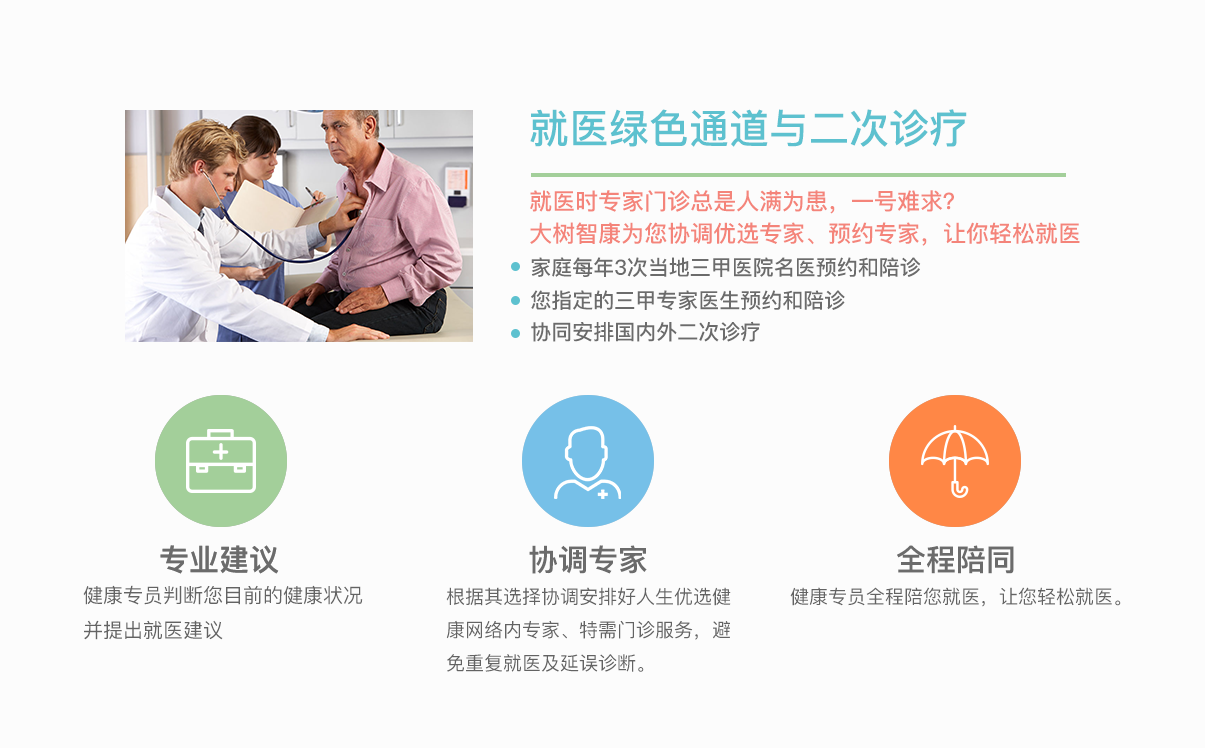 就医绿色通道与二次诊疗
就医时专家门诊总是人满为患，一号难求?
大树智康为您协调优选专家、预约专家，让你轻松就医
家庭每年3次当地三甲医院名医预约和陪诊
您指定的三甲专家医生预约和陪诊
协同安排国内外二次诊疗
专业建议
健康专员判断您目前的健康状况
并提出就医建议
协调专家
根据其选择协调安排好人生优选健
康网络内专家、特需门诊服务，避
免重复就医及延误诊断。
全程陪同
健康专员全程陪您就医，让您轻松就医。